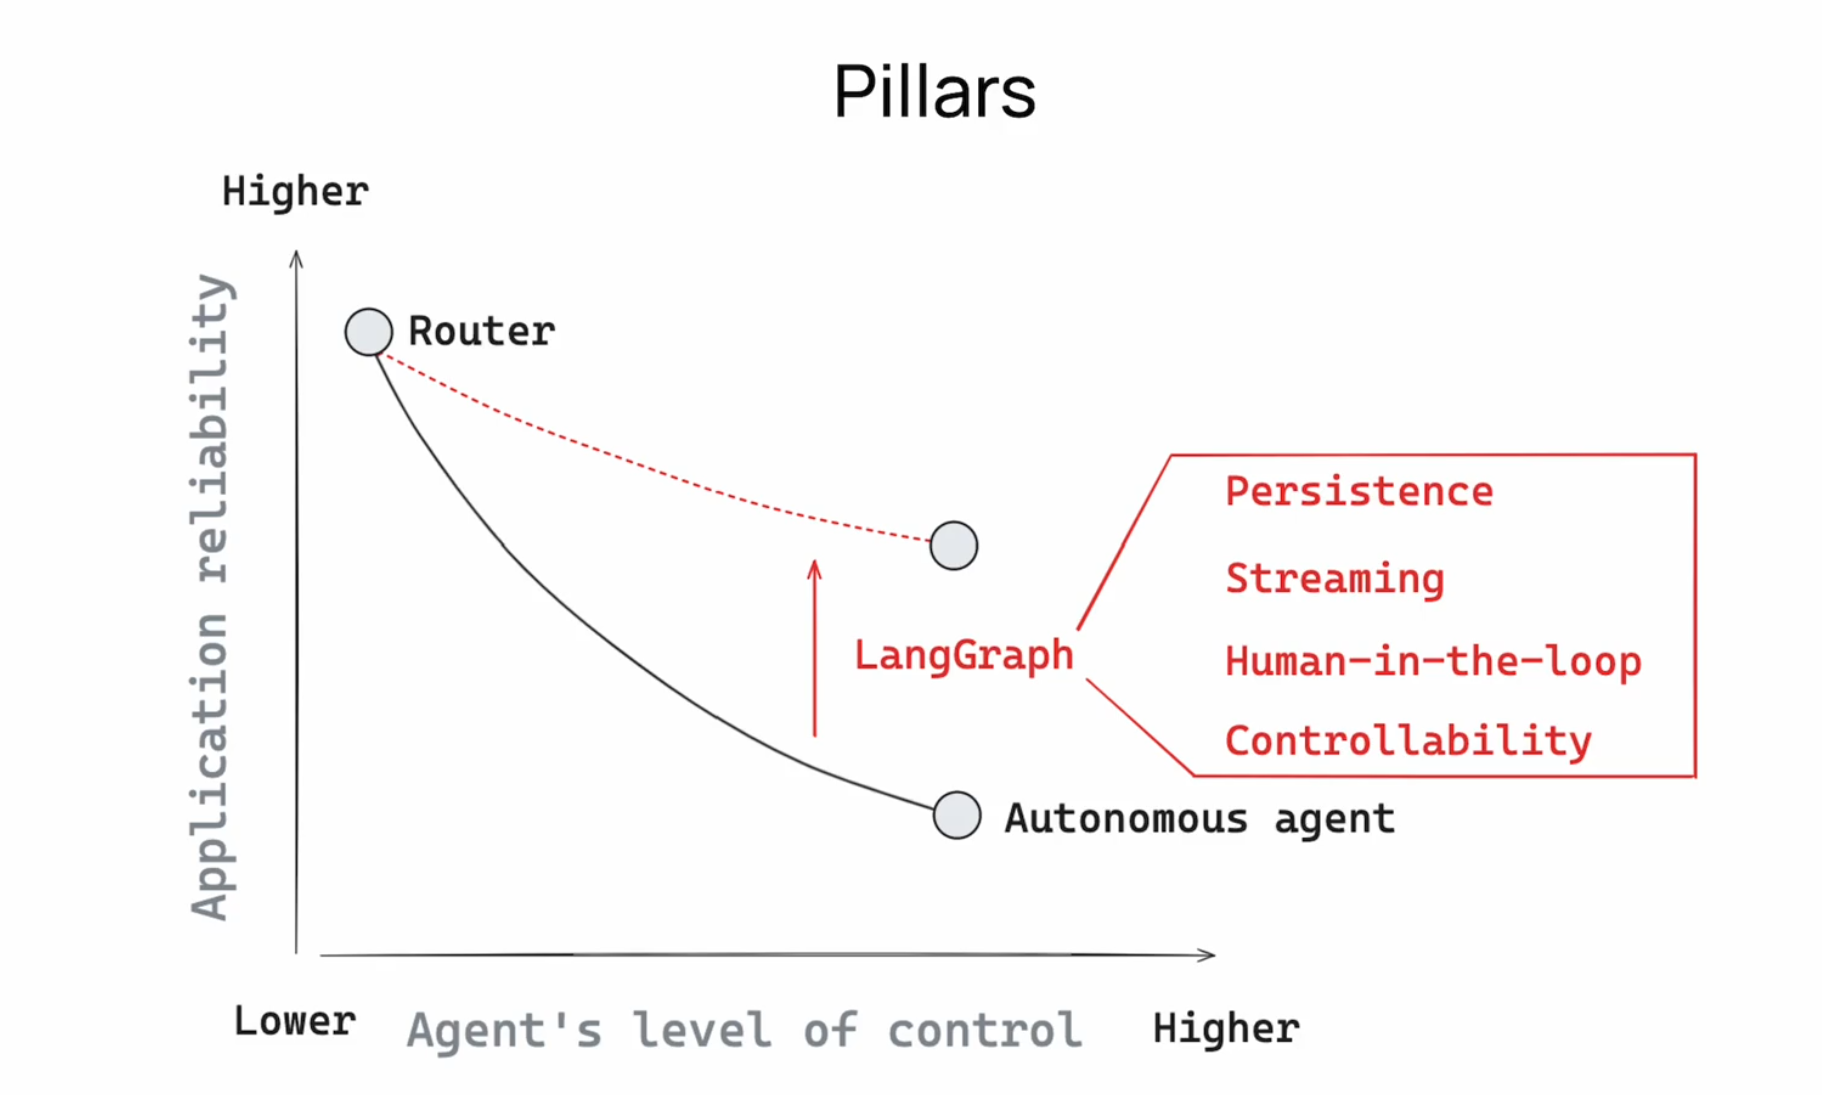 Pillars
Higher
Application reliability
Router
Persistence
Streaming
LangGraph
Human-in-the-loop
Controllability
Autonomous agent
Lower
Agent's level of control
Higher